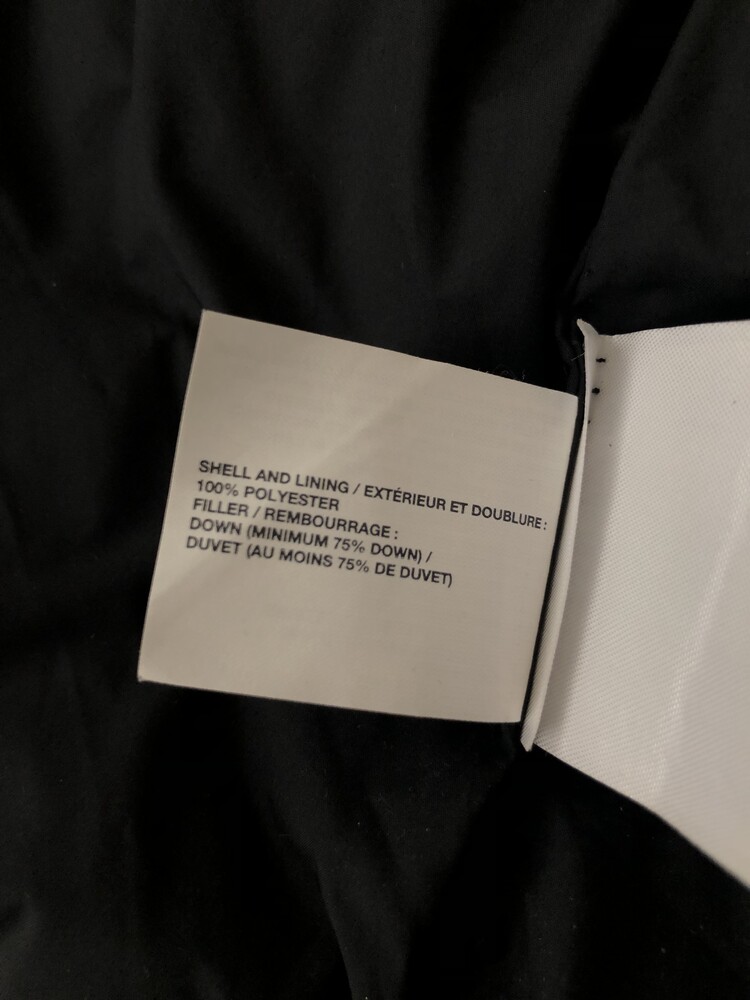 SHELL AND LINING / EXTÉRIEUR ET DOUBLURE :
100% POLYESTER
FILLER / REMBOURRAGE :
DOWN (MINIMUM 75% DOWN) /
DUVET (AU MOINS 75% DE DUVET)